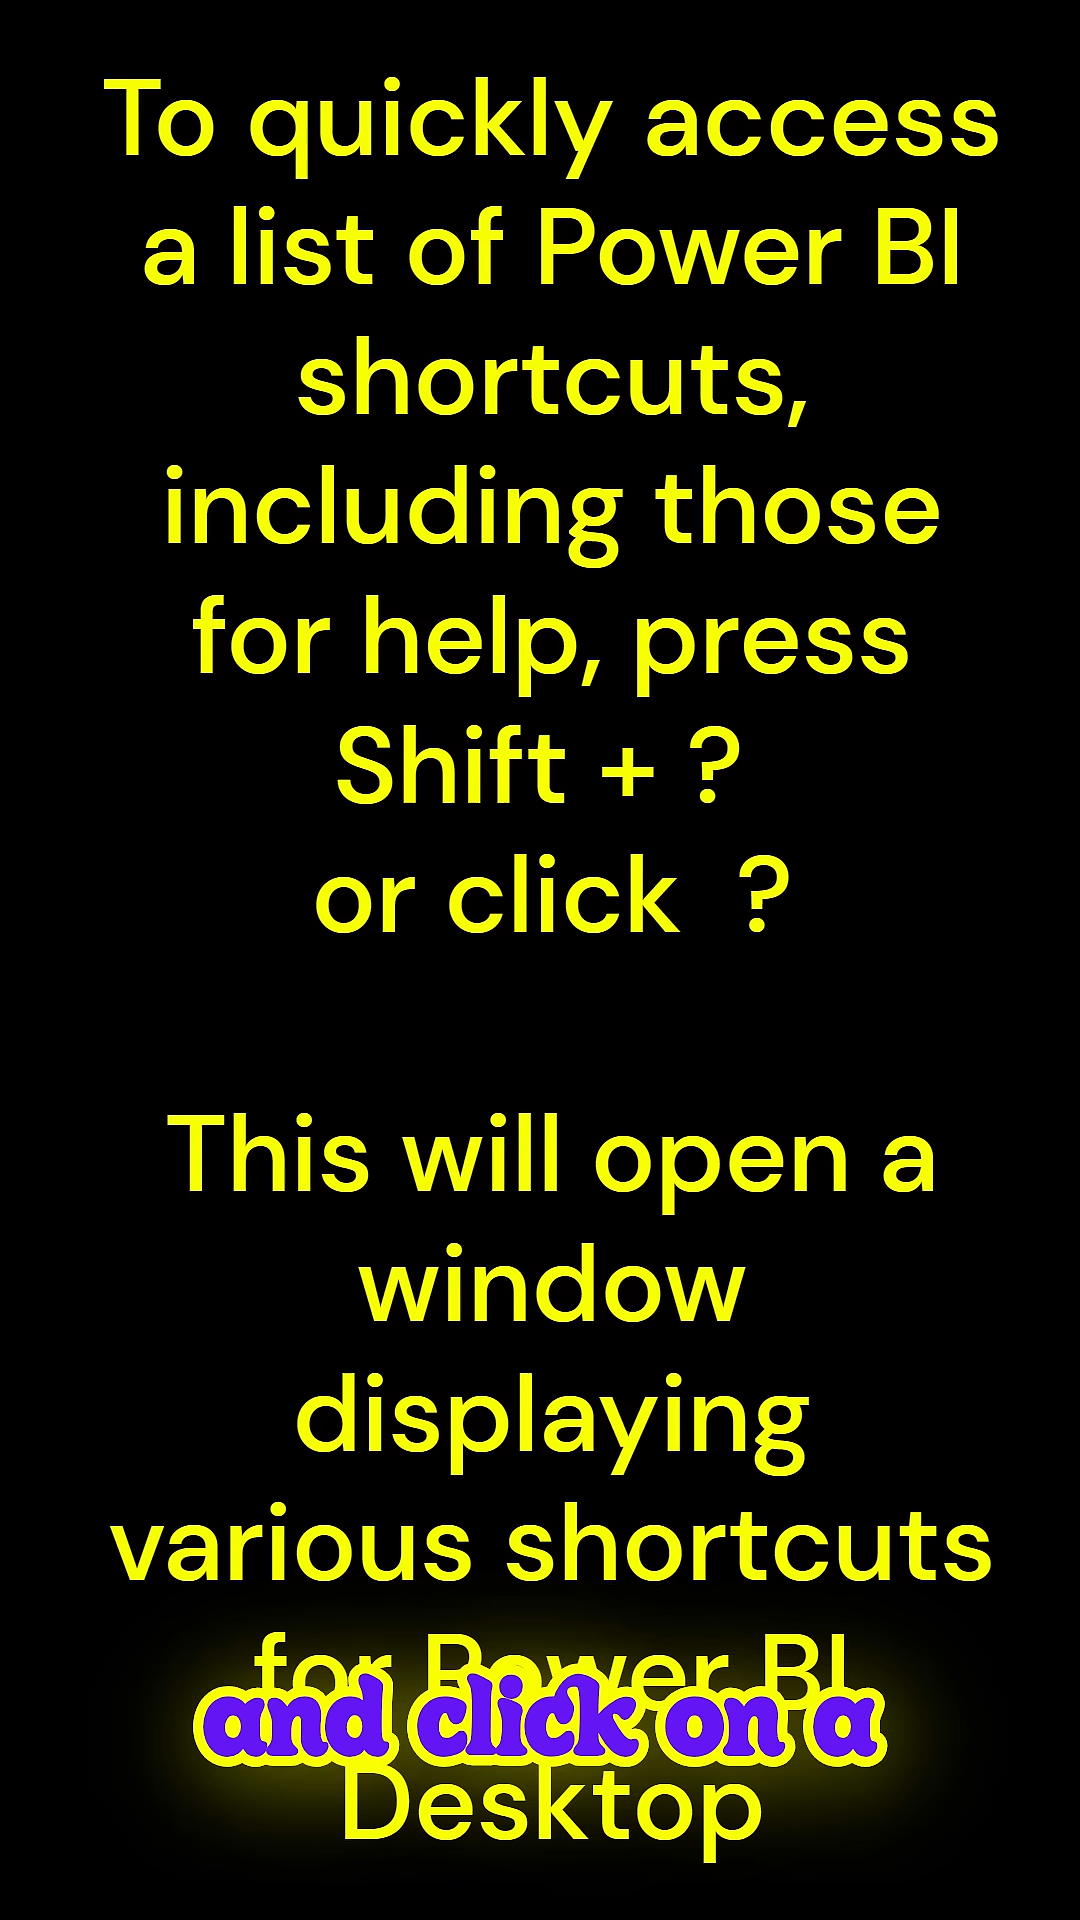 To quickly access
a list of Power BI
shortcuts,
including those
for help, press
Shift + ?
or click ?
This will open a
window
displaying
various shortcuts
for Power BI
and click on a
Desktop